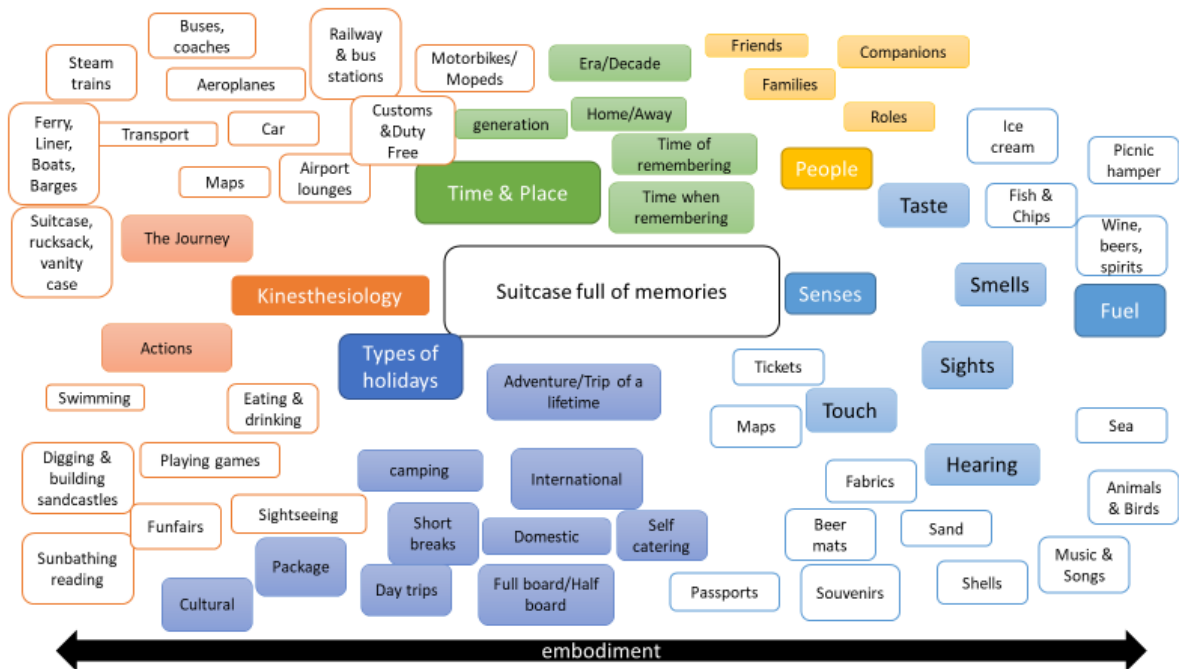 Buses,
coaches
Steam
trains
Aeroplanes
Railway
& bus
stations
Motorbikes/
Mopeds
Era/Decade
Friends
Companions
Families
Roles
Ferry,
Liner,
Boats,
Barges
Transport
Car
Customs
&Duty
Free
generation
Home/Away
Ice
cream
Picnic
hamper
Maps
Airport
lounges
Time & Place
Time of
remembering
People
Time when
remembering
Taste
Fish &
Chips
Suitcase,
rucksack,
vanity
case
The Journey
Wine,
beers,
spirits
Kinesthesiology
Suitcase full of memories
Senses
Smells
Fuel
Actions
Types of
holidays
Adventure/Trip of a
lifetime
Tickets
Sights
Swimming
Eating &
drinking
Maps
Touch
Sea
Digging &
building
sandcastles
Playing games
camping
International
Fabrics
Hearing
Animals
& Birds
Funfairs
Sightseeing
Short
breaks
Domestic
Self
catering
Beer
mats
Sand
Sunbathing
reading
Package
Cultural
Day trips
Full board/Half
board
Passports
Souvenirs
Shells
Music &
Songs
embodiment